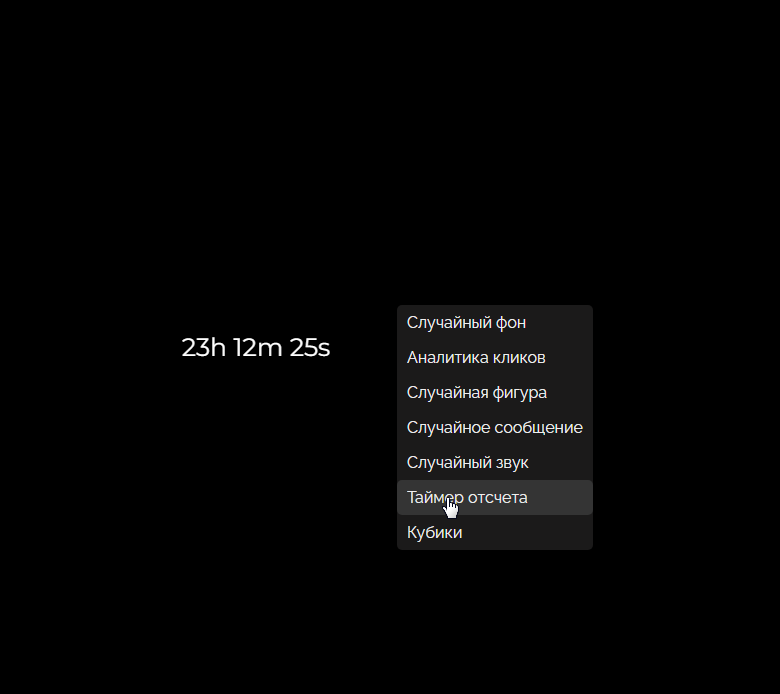 23h 12m 25s
Случайный фон
Аналитика кликов
Случайная фигура
Случайное сообщение
Случайный звук
Таймер отсчета
Кубики